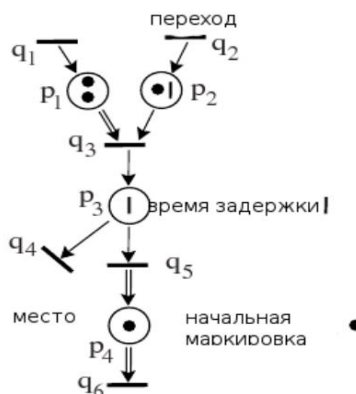 переход
q1
q2
p1
p2
q3
p3
время задержки
q4
q5
место
начальная
маркировка
p4
q6